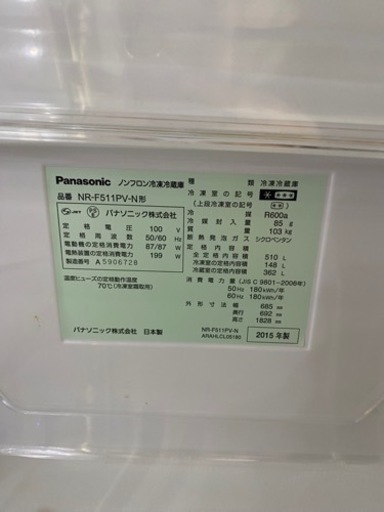 Panasonic ノンフロン冷凍冷蔵庫
品番 NR-F511PV-N形
JET パナソニック株式会社
定格電圧 100 V
定格周波数 50/60 Hz
電動機の定格消費電力 87/87 W
電熱装置の定格消費電力 199 W
製造番号 A 5906728
温度ヒューズの定格動作温度
70℃(冷凍室霜取用)
パナソニック株式会社 日本製
種類 冷凍冷蔵庫
冷凍室の記号
(上段冷凍室の記号)
冷媒 R600a
冷媒封入量 85 g
質量 103 kg
断熱発泡ガス シクロペンタン
定格内容積
全定格内容積 510 L
冷凍室の定格内容積 148 L
冷蔵室の定格内容積 362 L
消費電力量(JIS C 9801-2006年)
50Hz 180kWh/年
60Hz 180kWh/年
外形寸法 幅 685 mm
奥行 692 mm
高さ 1828 mm
NR-F511PV-N
2015年製